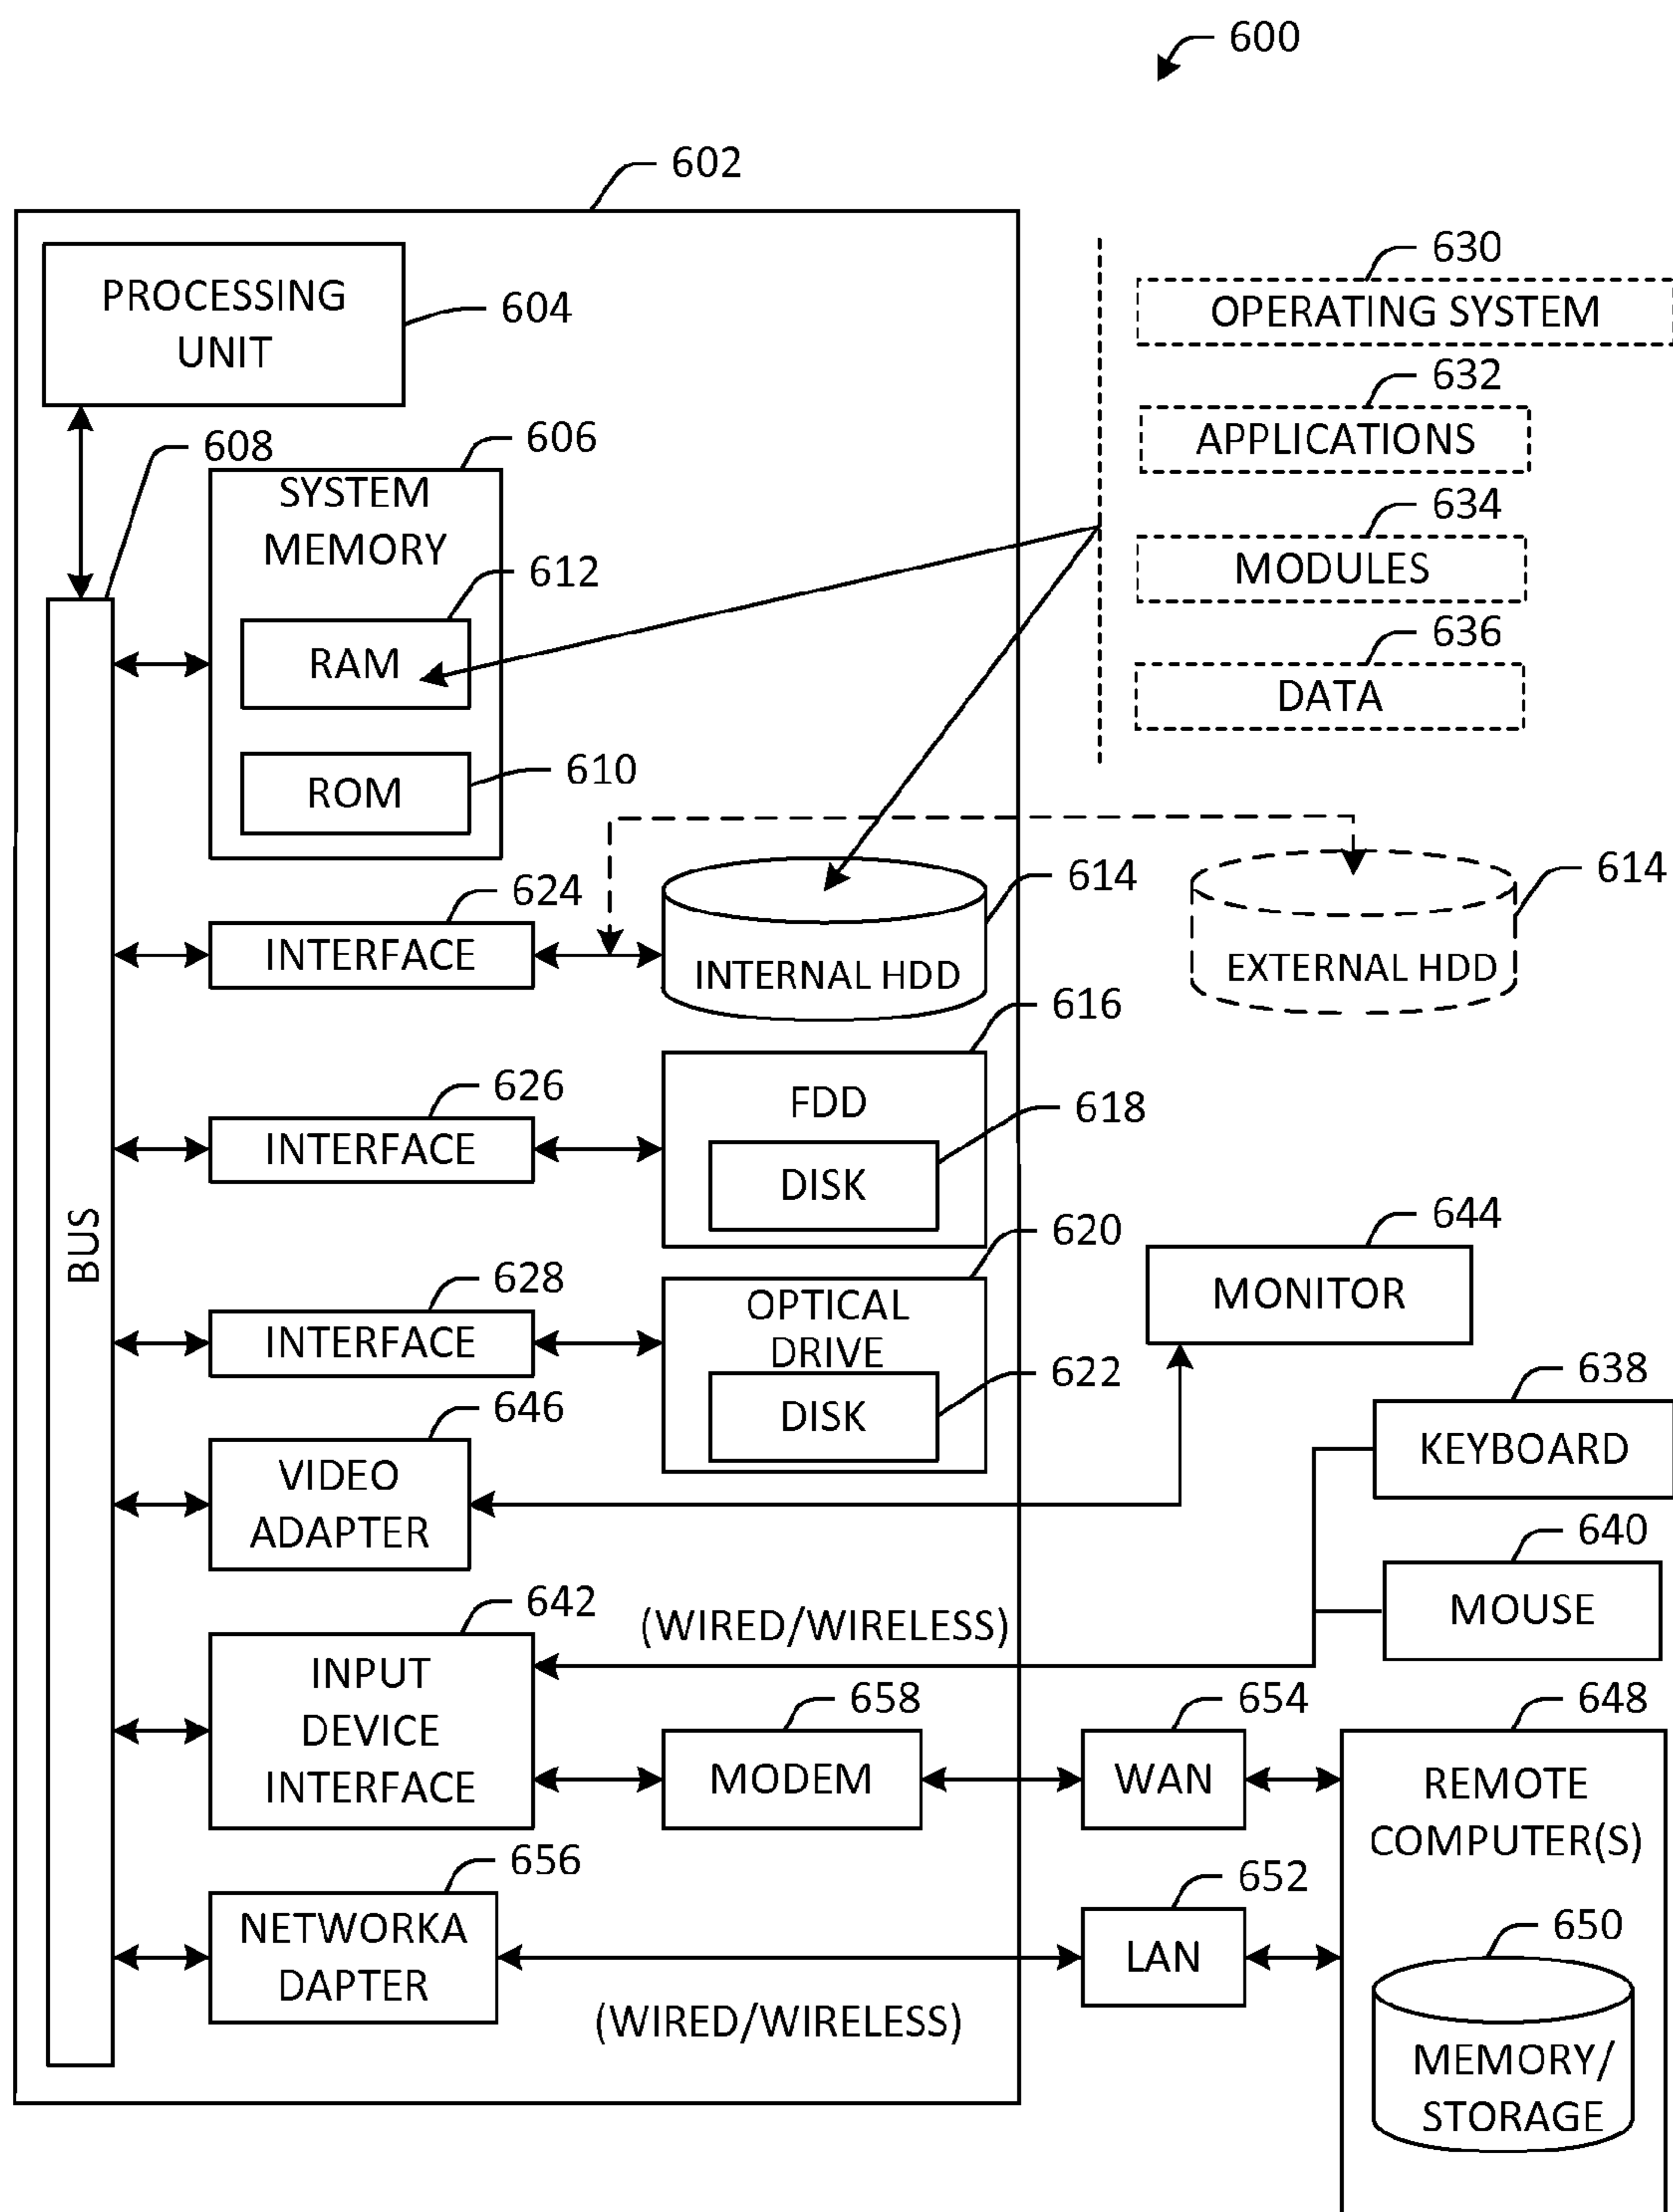 600
602
PROCESSING
UNIT
604
630
OPERATING SYSTEM
632
APPLICATIONS
634
MODULES
636
DATA
608
606
SYSTEM
MEMORY
612
RAM
610
ROM
624
INTERFACE
614
INTERNAL HDD
614
EXTERNAL HDD
616
FDD
618
DISK
626
INTERFACE
BUS
620
OPTICAL
DRIVE
622
DISK
628
INTERFACE
644
MONITOR
646
VIDEO
ADAPTER
638
KEYBOARD
640
MOUSE
642
INPUT
DEVICE
INTERFACE
(WIRED/WIRELESS)
658
MODEM
654
WAN
648
REMOTE
COMPUTER(S)
656
NETWORKA
DAPTER
652
LAN
(WIRED/WIRELESS)
650
MEMORY/
STORAGE